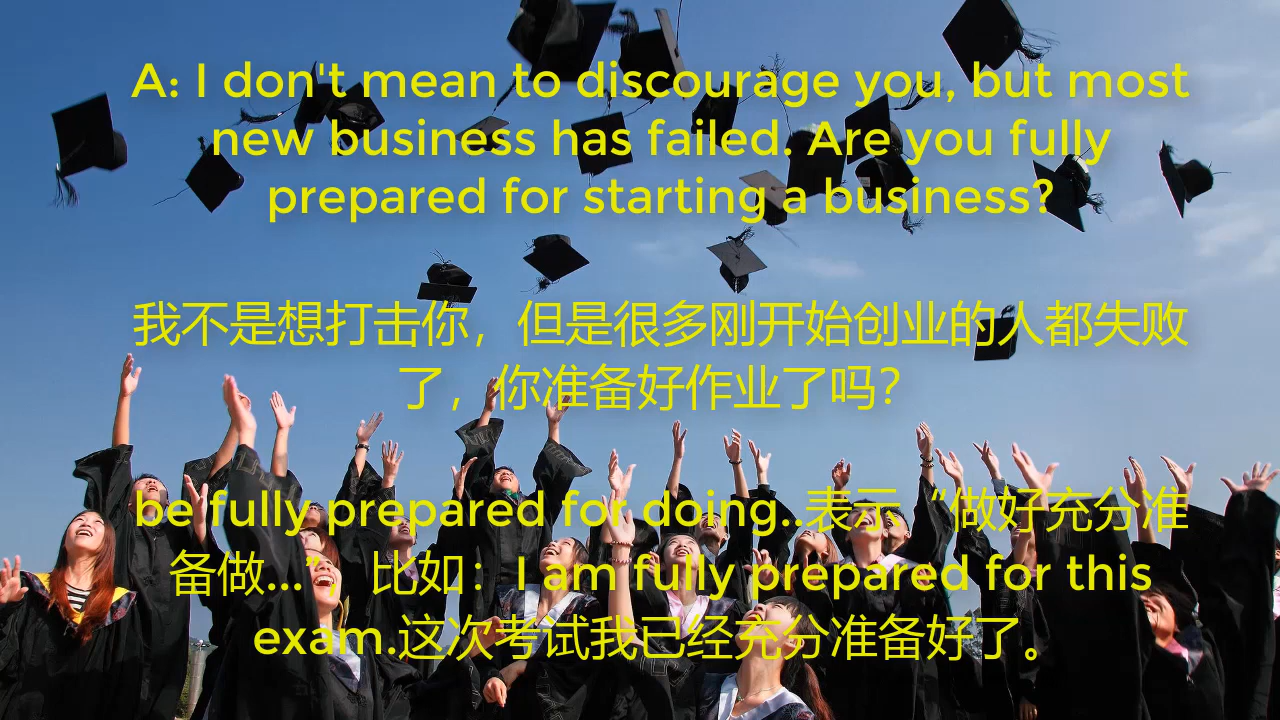 A: I don't mean to discourage you, but most
new business has failed. Are you fully
prepared for starting a business?
我不是想打击你，但是很多刚开始创业的人都失败
了，你准备好作业了吗？
be fully prepared for doing..表示“做好充分准
备做...”，比如：I am fully prepared for this
exam.这次考试我已经充分准备好了。